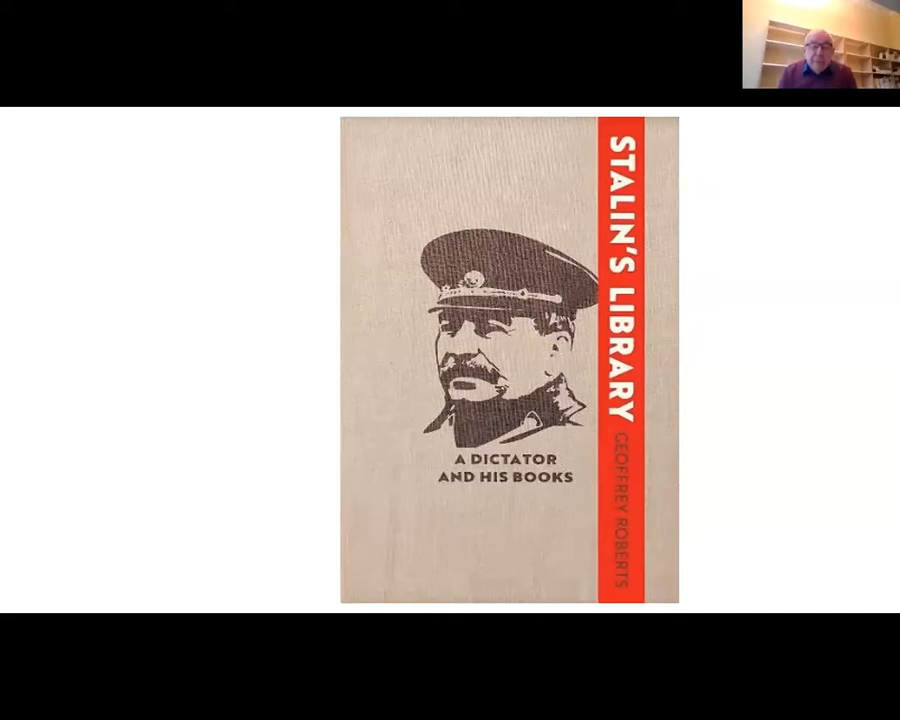 STALIN'S LIBRARY GEOFFREY ROBERTS
A DICTATOR
AND HIS BOOKS